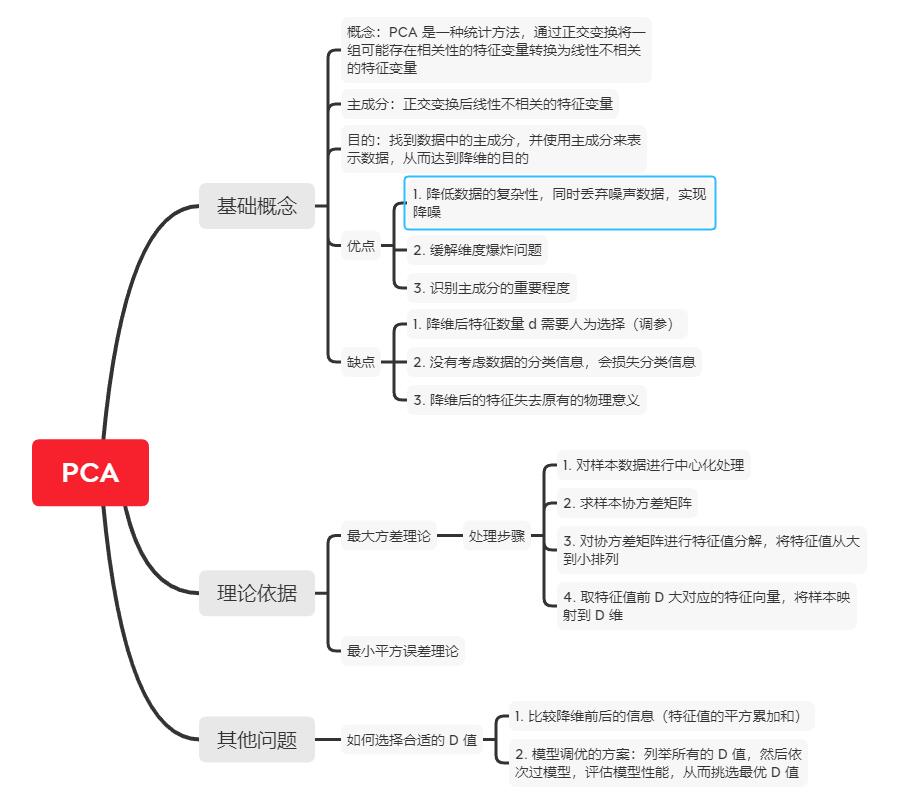 PCA
基础概念
概念：PCA 是一种统计方法，通过正交变换将一
组可能存在相关性的特征变量转换为线性不相关
的特征变量
主成分：正交变换后线性不相关的特征变量
目的：找到数据中的主成分，并使用主成分来表
示数据，从而达到降维的目的
优点
1. 降低数据的复杂性，同时丢弃噪声数据，实现
降噪
2. 缓解维度爆炸问题
3. 识别主成分的重要程度
缺点
1. 降维后特征数量 d 需要人为选择（调参）
2. 没有考虑数据的分类信息，会损失分类信息
3. 降维后的特征失去原有的物理意义
理论依据
最大方差理论
处理步骤
1. 对样本数据进行中心化处理
2. 求样本协方差矩阵
3. 对协方差矩阵进行特征值分解，将特征值从大
到小排列
4. 取特征值前 D 大对应的特征向量，将样本映
射到 D 维
最小平方误差理论
其他问题
如何选择合适的 D 值
1. 比较降维前后的信息（特征值的平方累加和）
2. 模型调优的方案：列举所有的 D 值，然后依
次过模型，评估模型性能，从而挑选最优 D 值